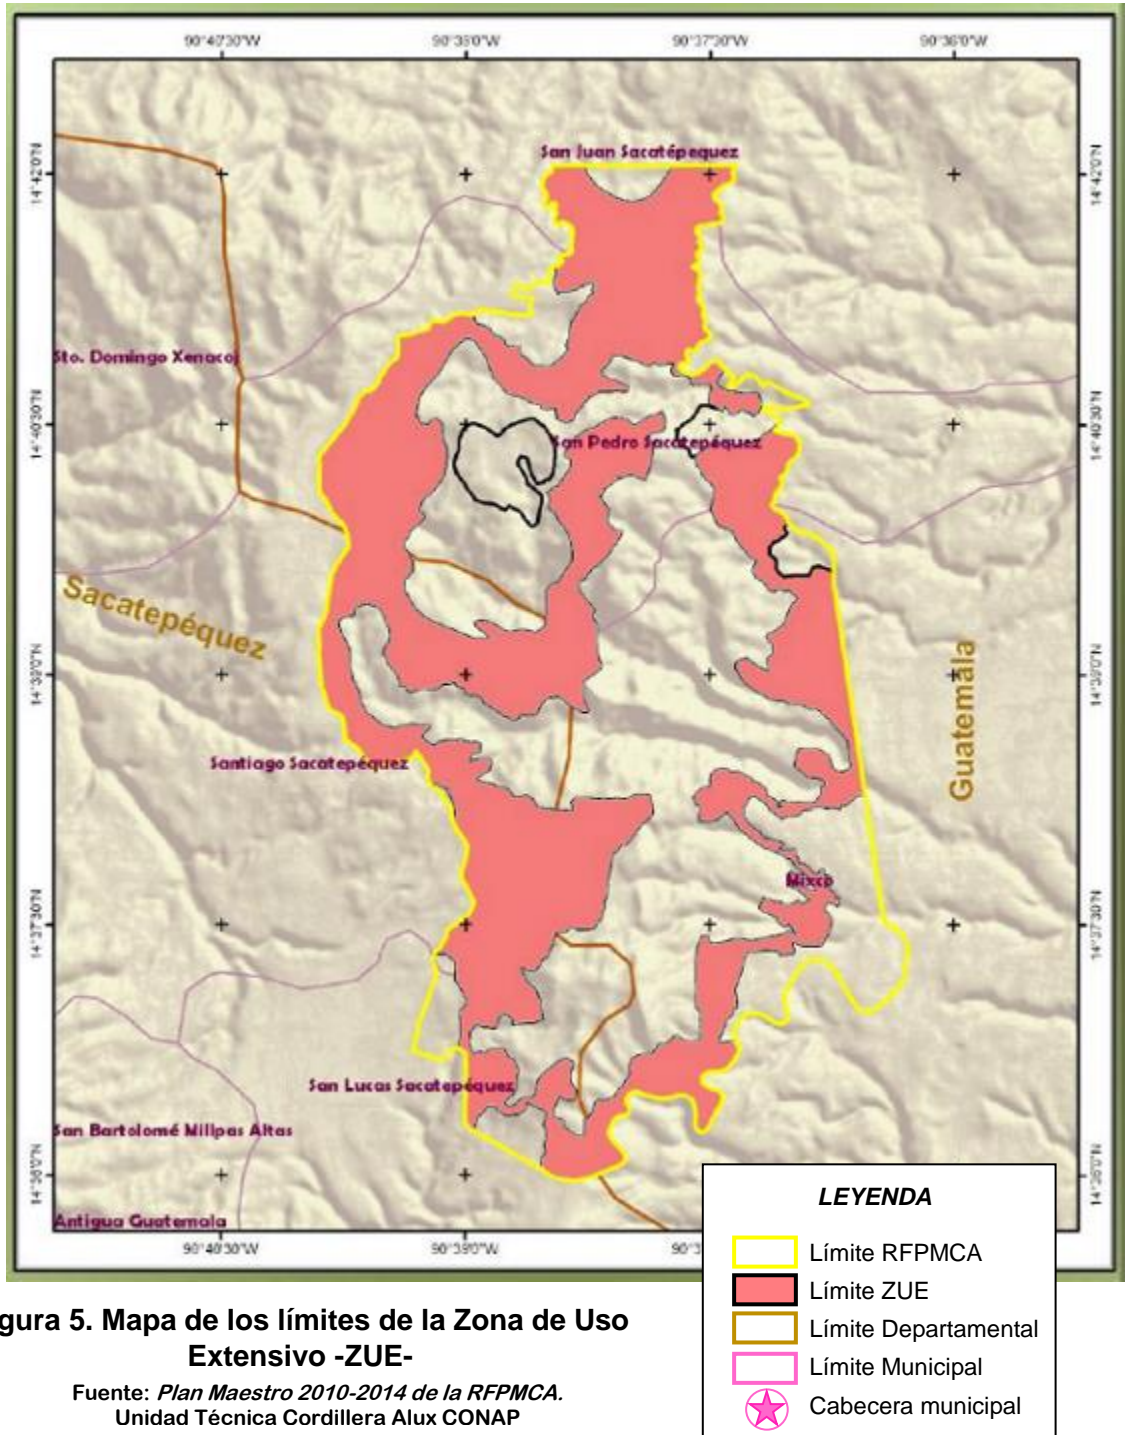 90°40'30"W 90°39'0"W 90°37'30"W 90°36'0"W
San Juan Sacatépequez
14°42'0"N 14°42'0"N
Sto. Domingo Xenacoj
14°40'30"N 14°40'30"N
San Pedro Sacatepéquez
Sacatepéquez
14°39'0"N 14°39'0"N
Guatemala
Santiago Sacatepéquez
Mixco
14°37'30"N 14°37'30"N
San Lucas Sacatepéquez
San Bartolomé Millpas Altas
14°36'0"N 14°36'0"N
Antigua Guatemala
90°40'30"W 90°39'0"W
LEYENDA
Límite RFPMCA
Límite ZUE
Límite Departamental
Límite Municipal
Cabecera municipal
gura 5. Mapa de los límites de la Zona de Uso
Extensivo -ZUE-
Fuente: Plan Maestro 2010-2014 de la RFPMCA.
Unidad Técnica Cordillera Alux CONAP